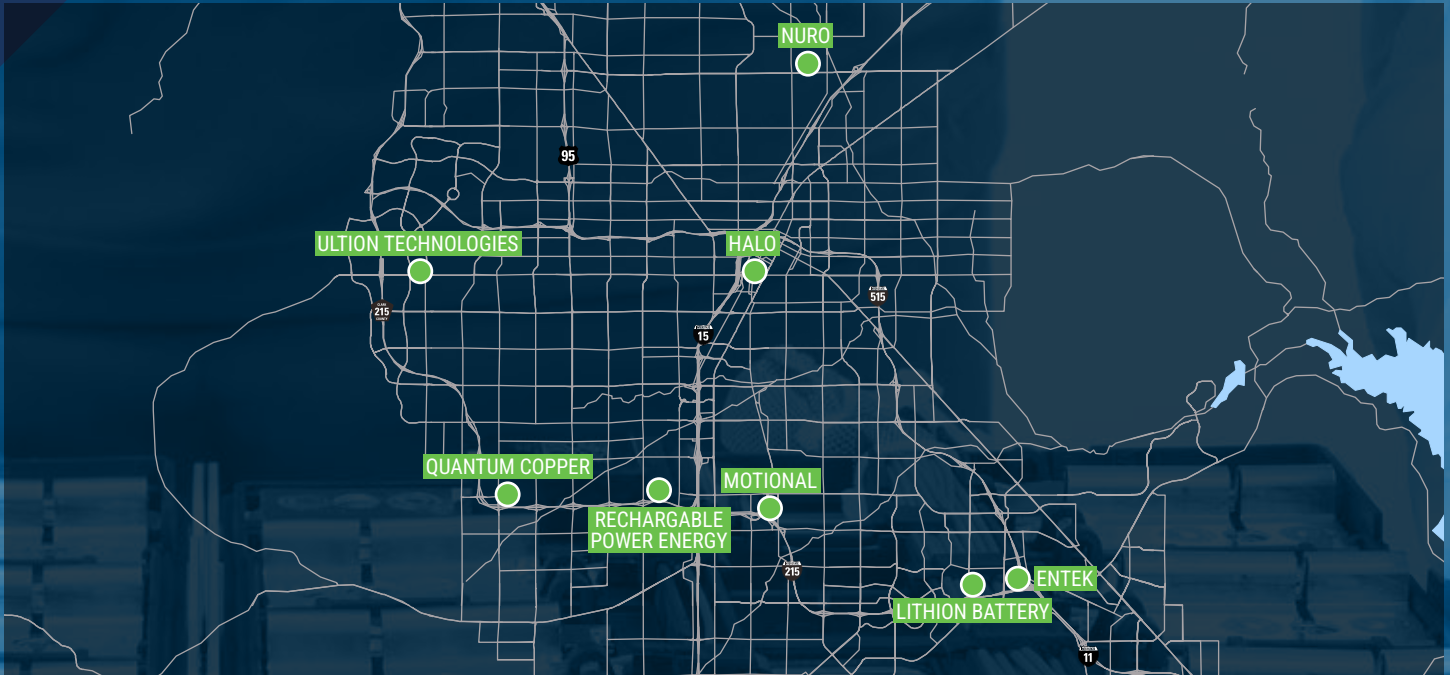 NURO
95
ULTION TECHNOLOGIES
HALO
515
215
15
QUANTUM COPPER
MOTIONAL
RECHARGABLE
POWER ENERGY
215
ENTEK
LITHION BATTERY
11